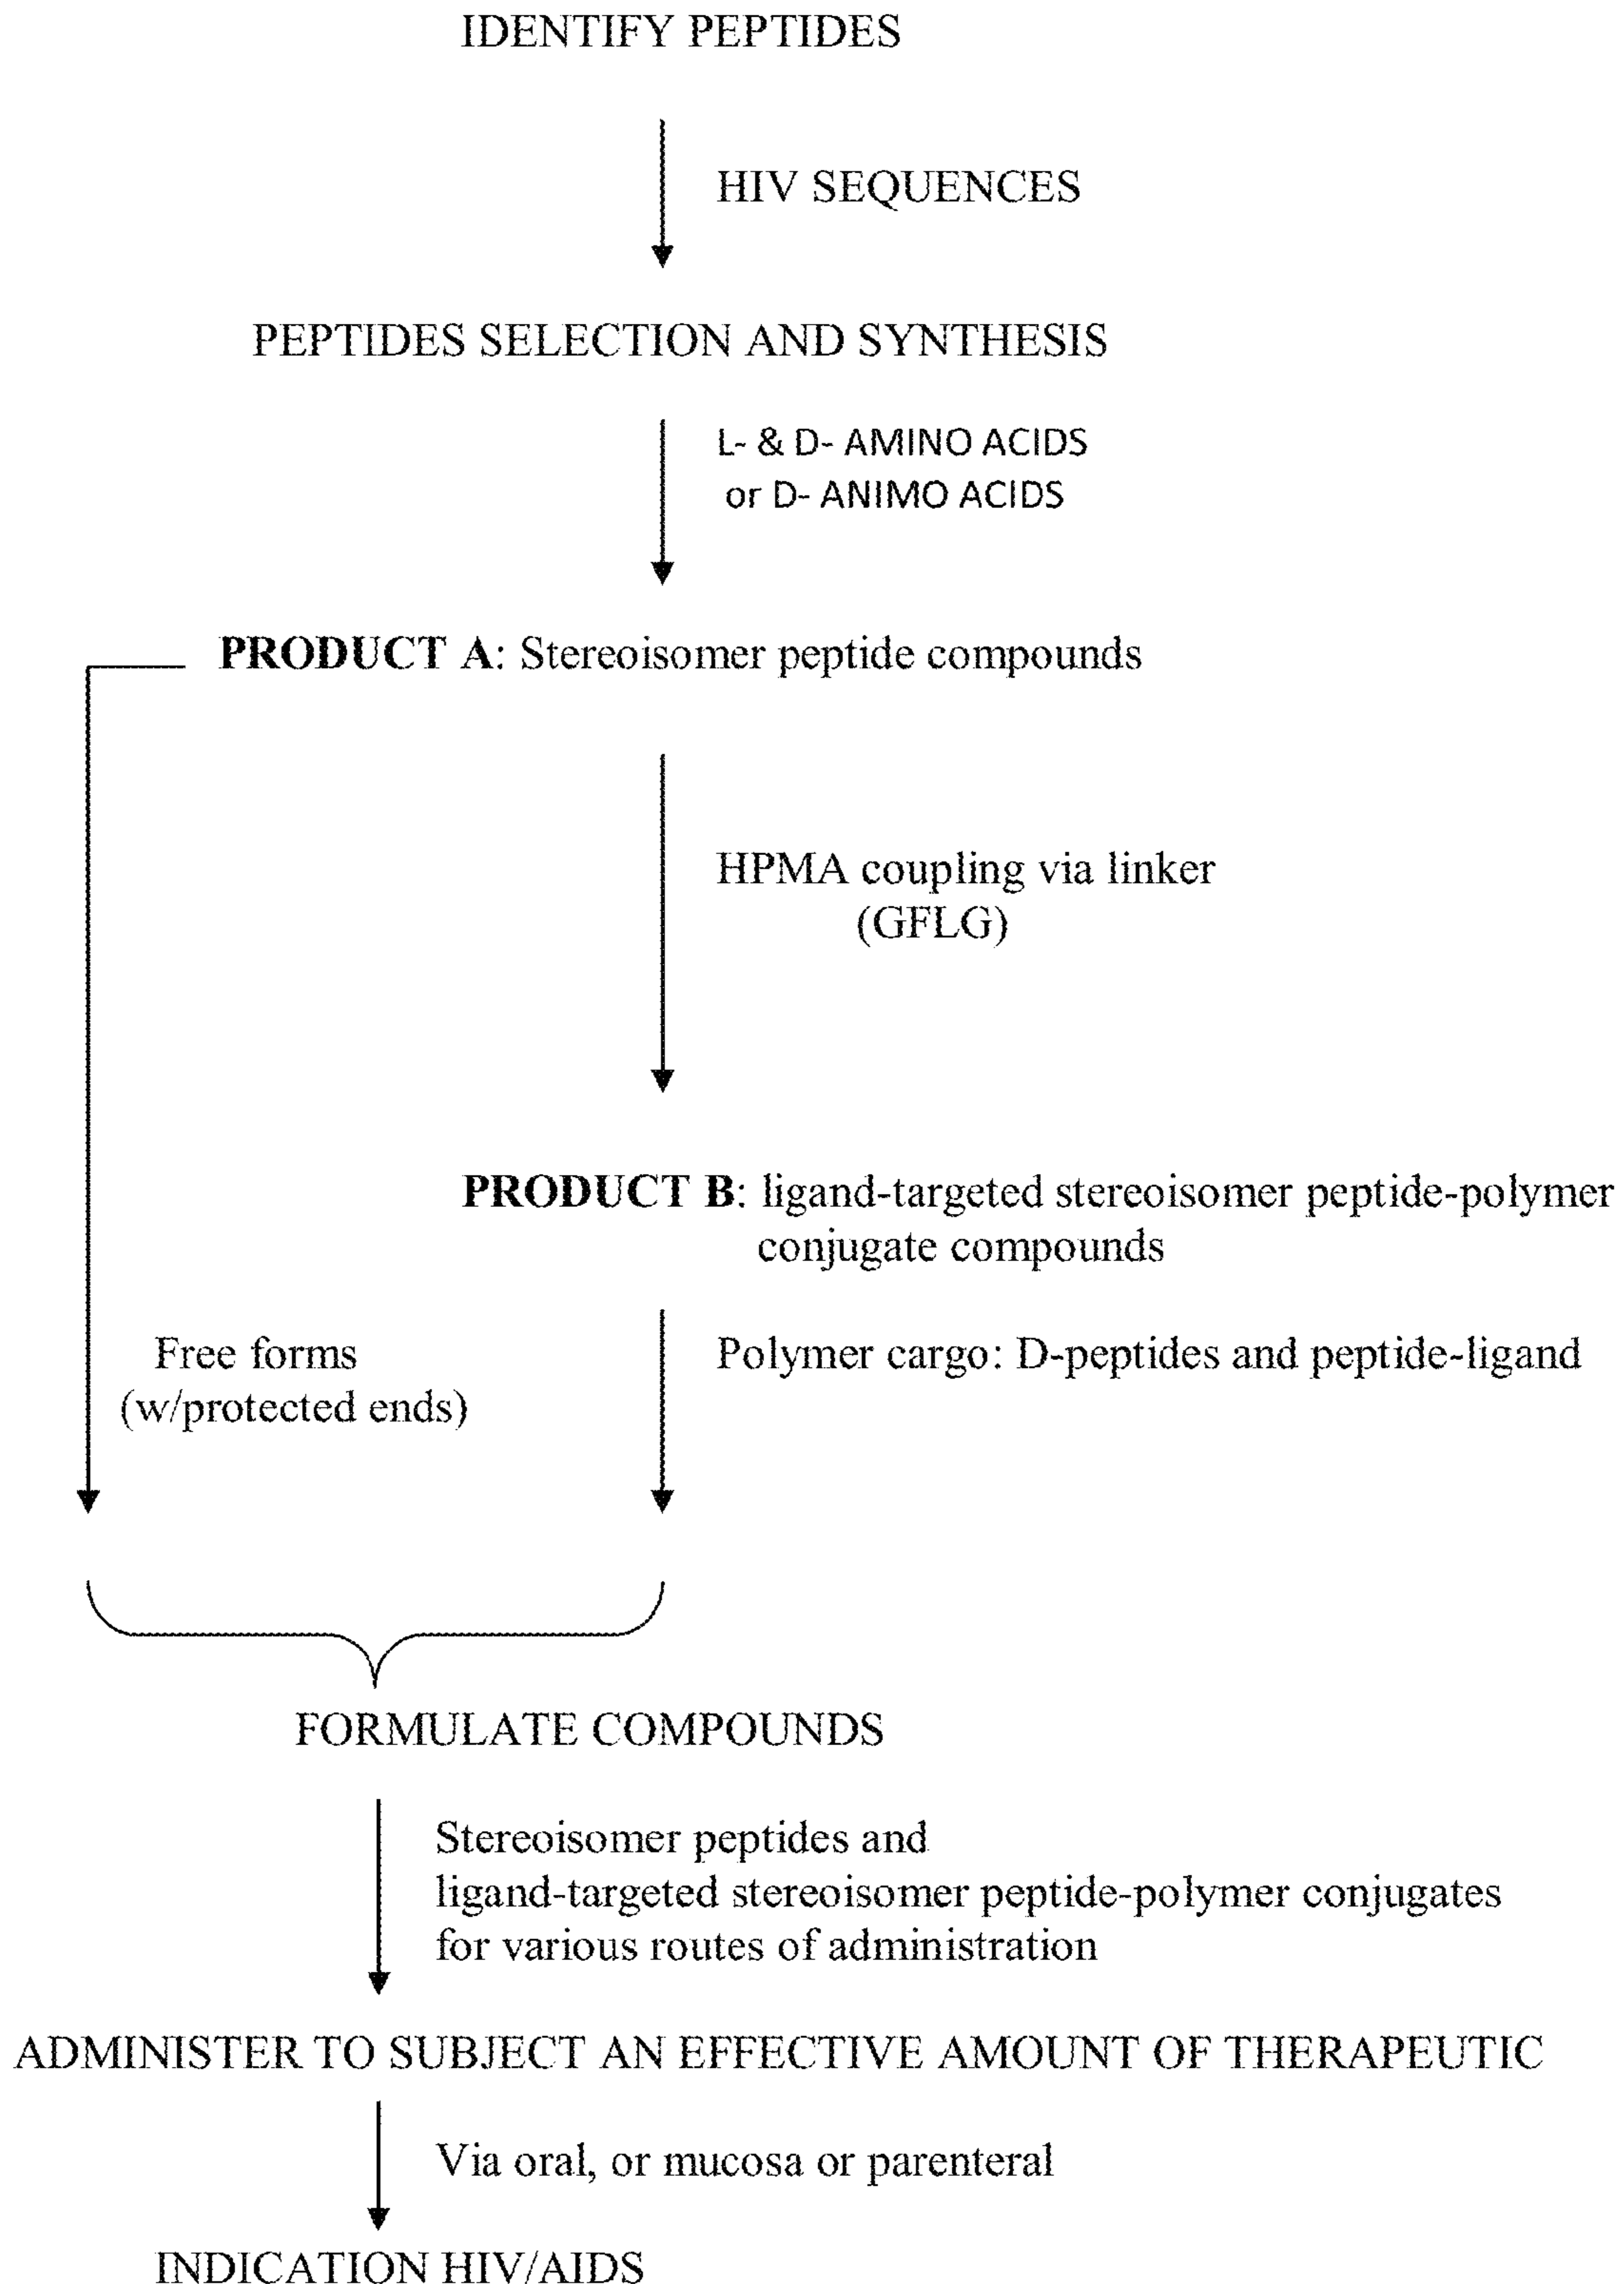 IDENTIFY PEPTIDES
HIV SEQUENCES
PEPTIDES SELECTION AND SYNTHESIS
L- & D- AMINO ACIDS
or D- ANIMO ACIDS
PRODUCT A: Stereoisomer peptide compounds
HPMA coupling via linker
(GFLG)
PRODUCT B: ligand-targeted stereoisomer peptide-polymer
conjugate compounds
Free forms
(w/protected ends)
Polymer cargo: D-peptides and peptide-ligand
FORMULATE COMPOUNDS
Stereoisomer peptides and
ligand-targeted stereoisomer peptide-polymer conjugates
for various routes of administration
ADMINISTER TO SUBJECT AN EFFECTIVE AMOUNT OF THERAPEUTIC
Via oral, or mucosa or parenteral
INDICATION HIV/AIDS